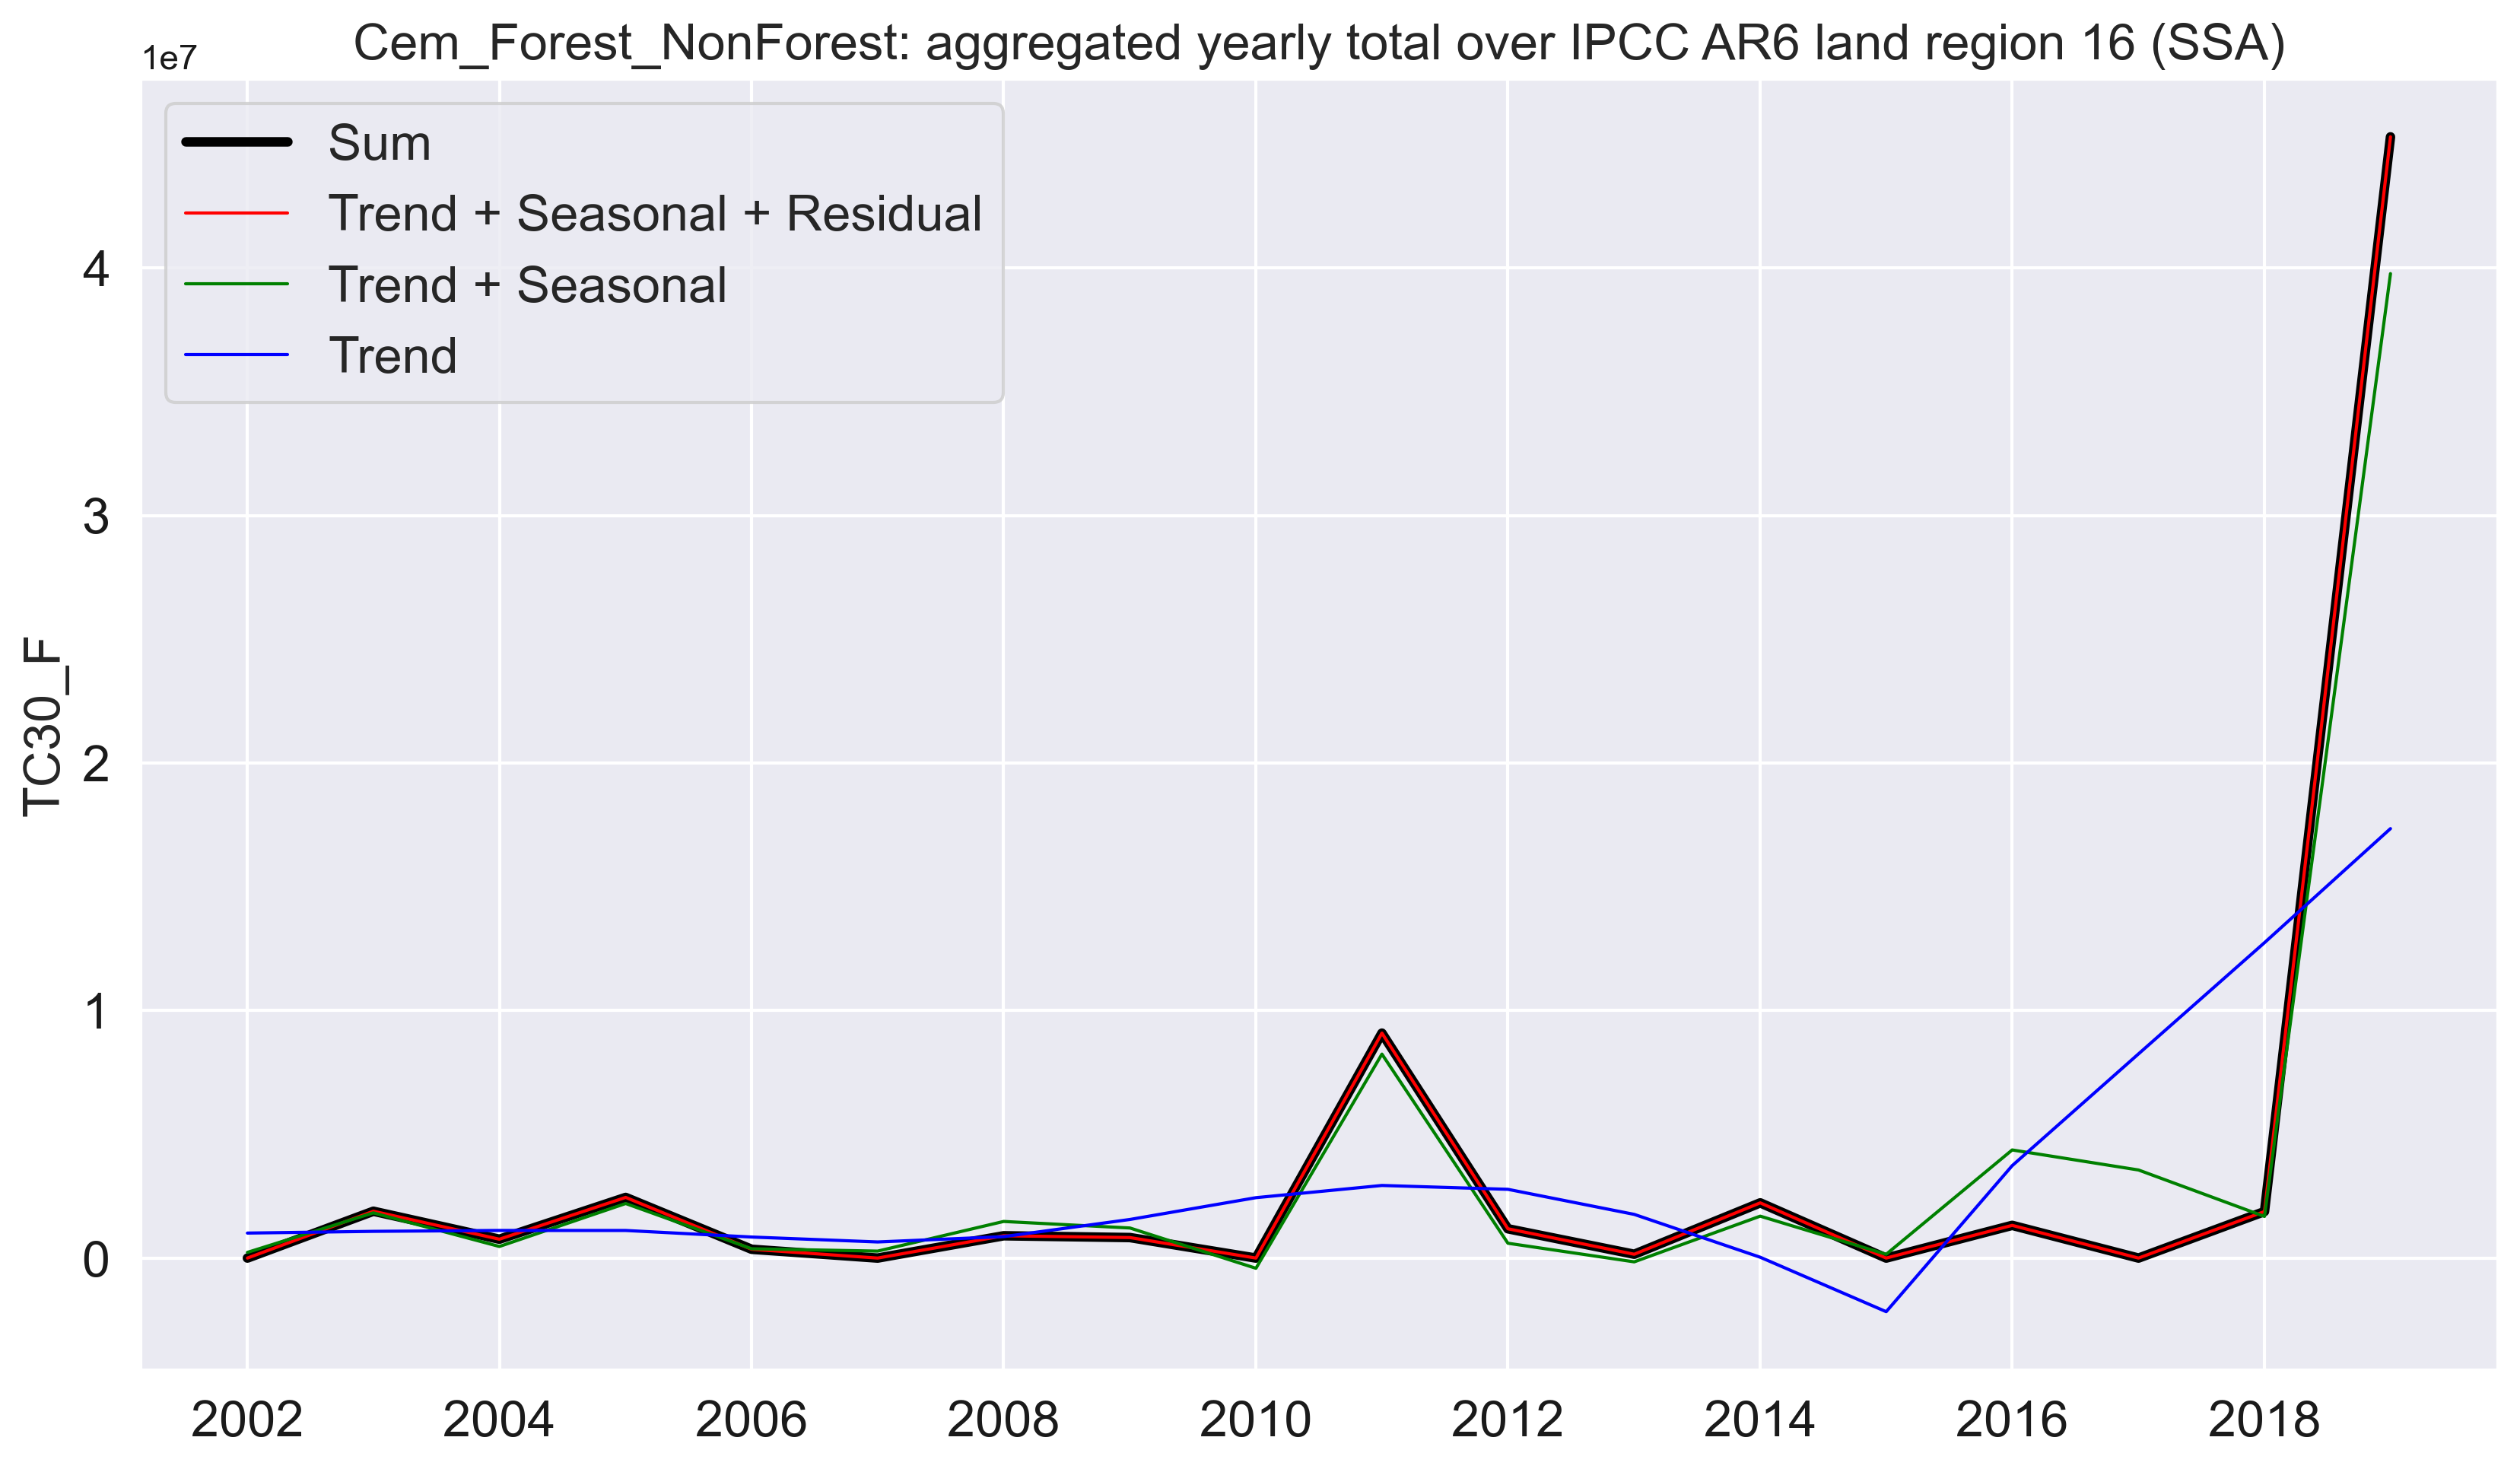 1e7
Cem_Forest_NonForest: aggregated yearly total over IPCC AR6 land region 16 (SSA)
Sum
Trend + Seasonal + Residual
Trend + Seasonal
Trend
TC30_F
4
3
2
1
0
2002 2004 2006 2008 2010 2012 2014 2016 2018